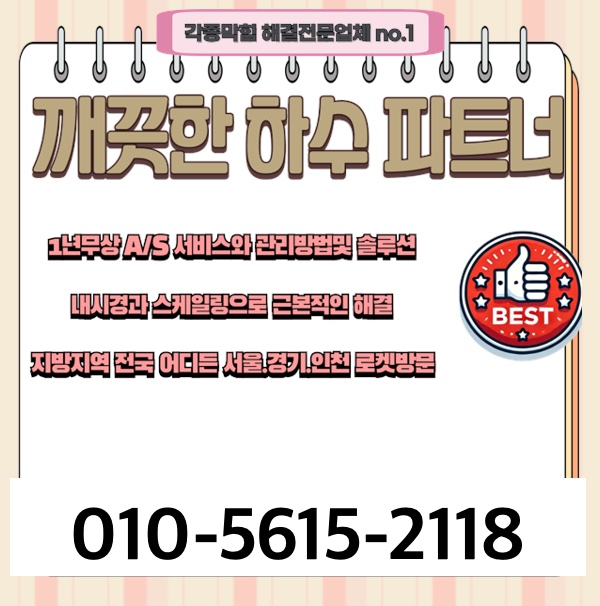 각종막힘 해결전문업체 no.1
깨끗한 하수 파트너
1년무상 A/S 서비스와 관리방법및 솔루션
내시경과 스케일링으로 근본적인 해결
지방지역 전국 어디든 서울.경기.인천 로켓방문
BEST
010-5615-2118